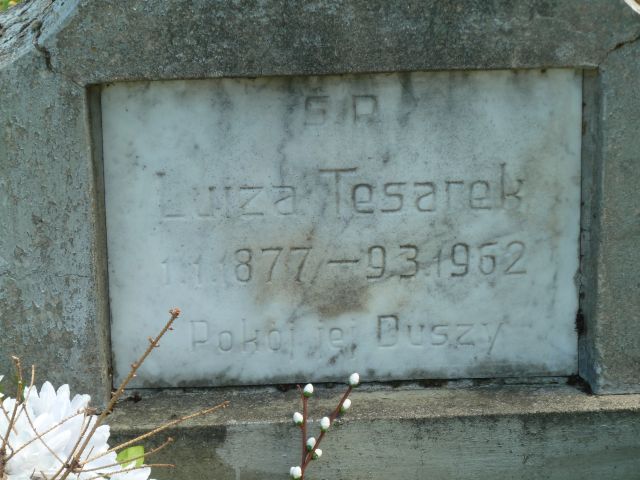 Ś.P.
Luiza Tesarek
1.1.1877 – 9.3.1962
Pokój jej Duszy